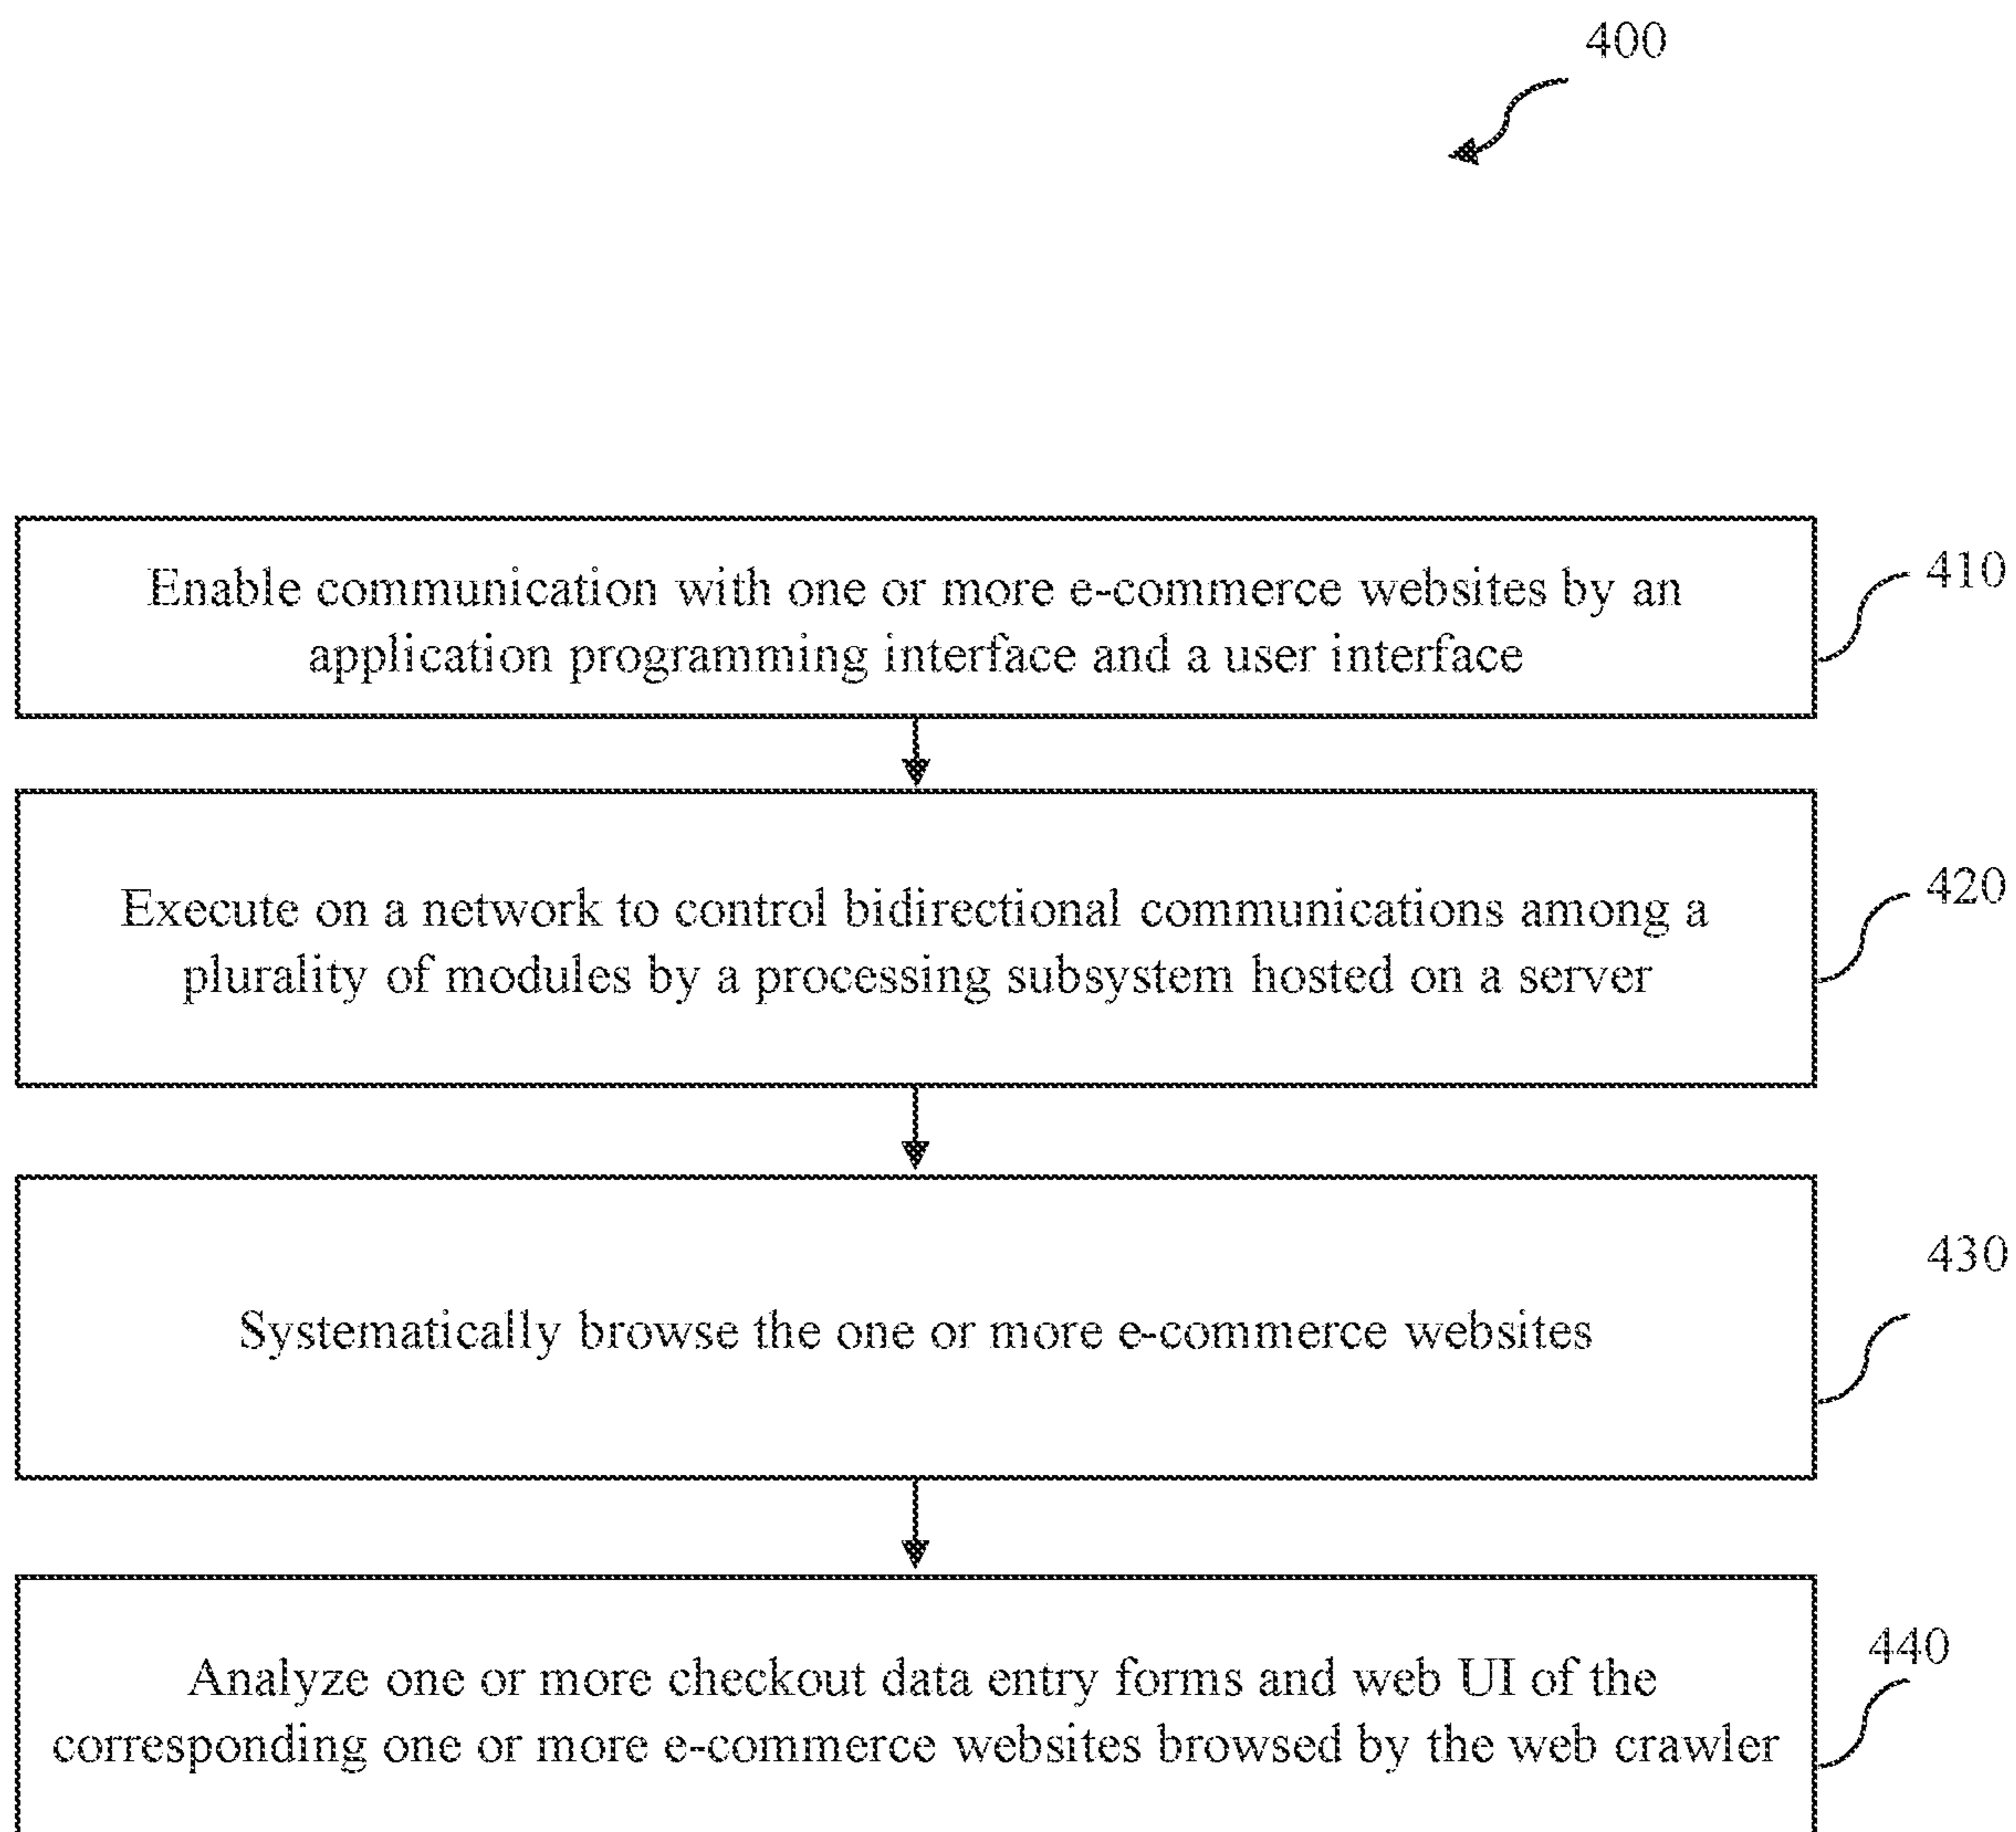 400
Enable communication with one or more e-commerce websites by an
application programming interface and a user interface
410
Execute on a network to control bidirectional communications among a
plurality of modules by a processing subsystem hosted on a server
420
Systematically browse the one or more e-commerce websites
430
Analyze one or more checkout data entry forms and web UI of the
corresponding one or more e-commerce websites browsed by the web crawler
440